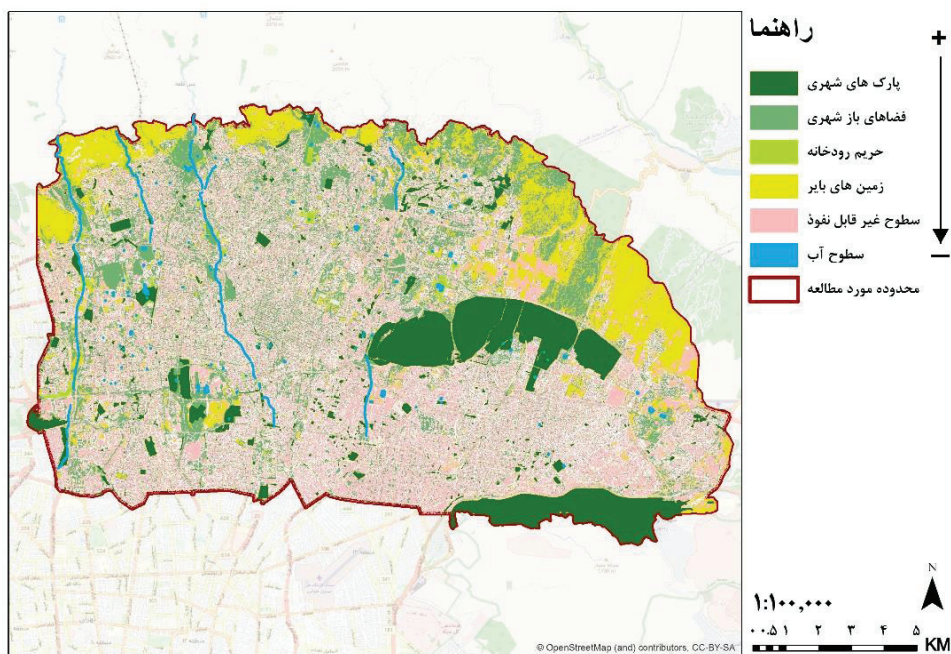 راهنما
+
پارک های شهری
فضاهای باز شهری
حریم رودخانه
زمین های بایر
سطوح غیر قابل نفوذ
سطوح آب
−
محدوده مورد مطالعه
N
۱:۱۰۰,۰۰۰
۰ ۰.۵ ۱ ۲ ۳ ۴ ۵
KM
© OpenStreetMap (and) contributors, CC-BY-SA